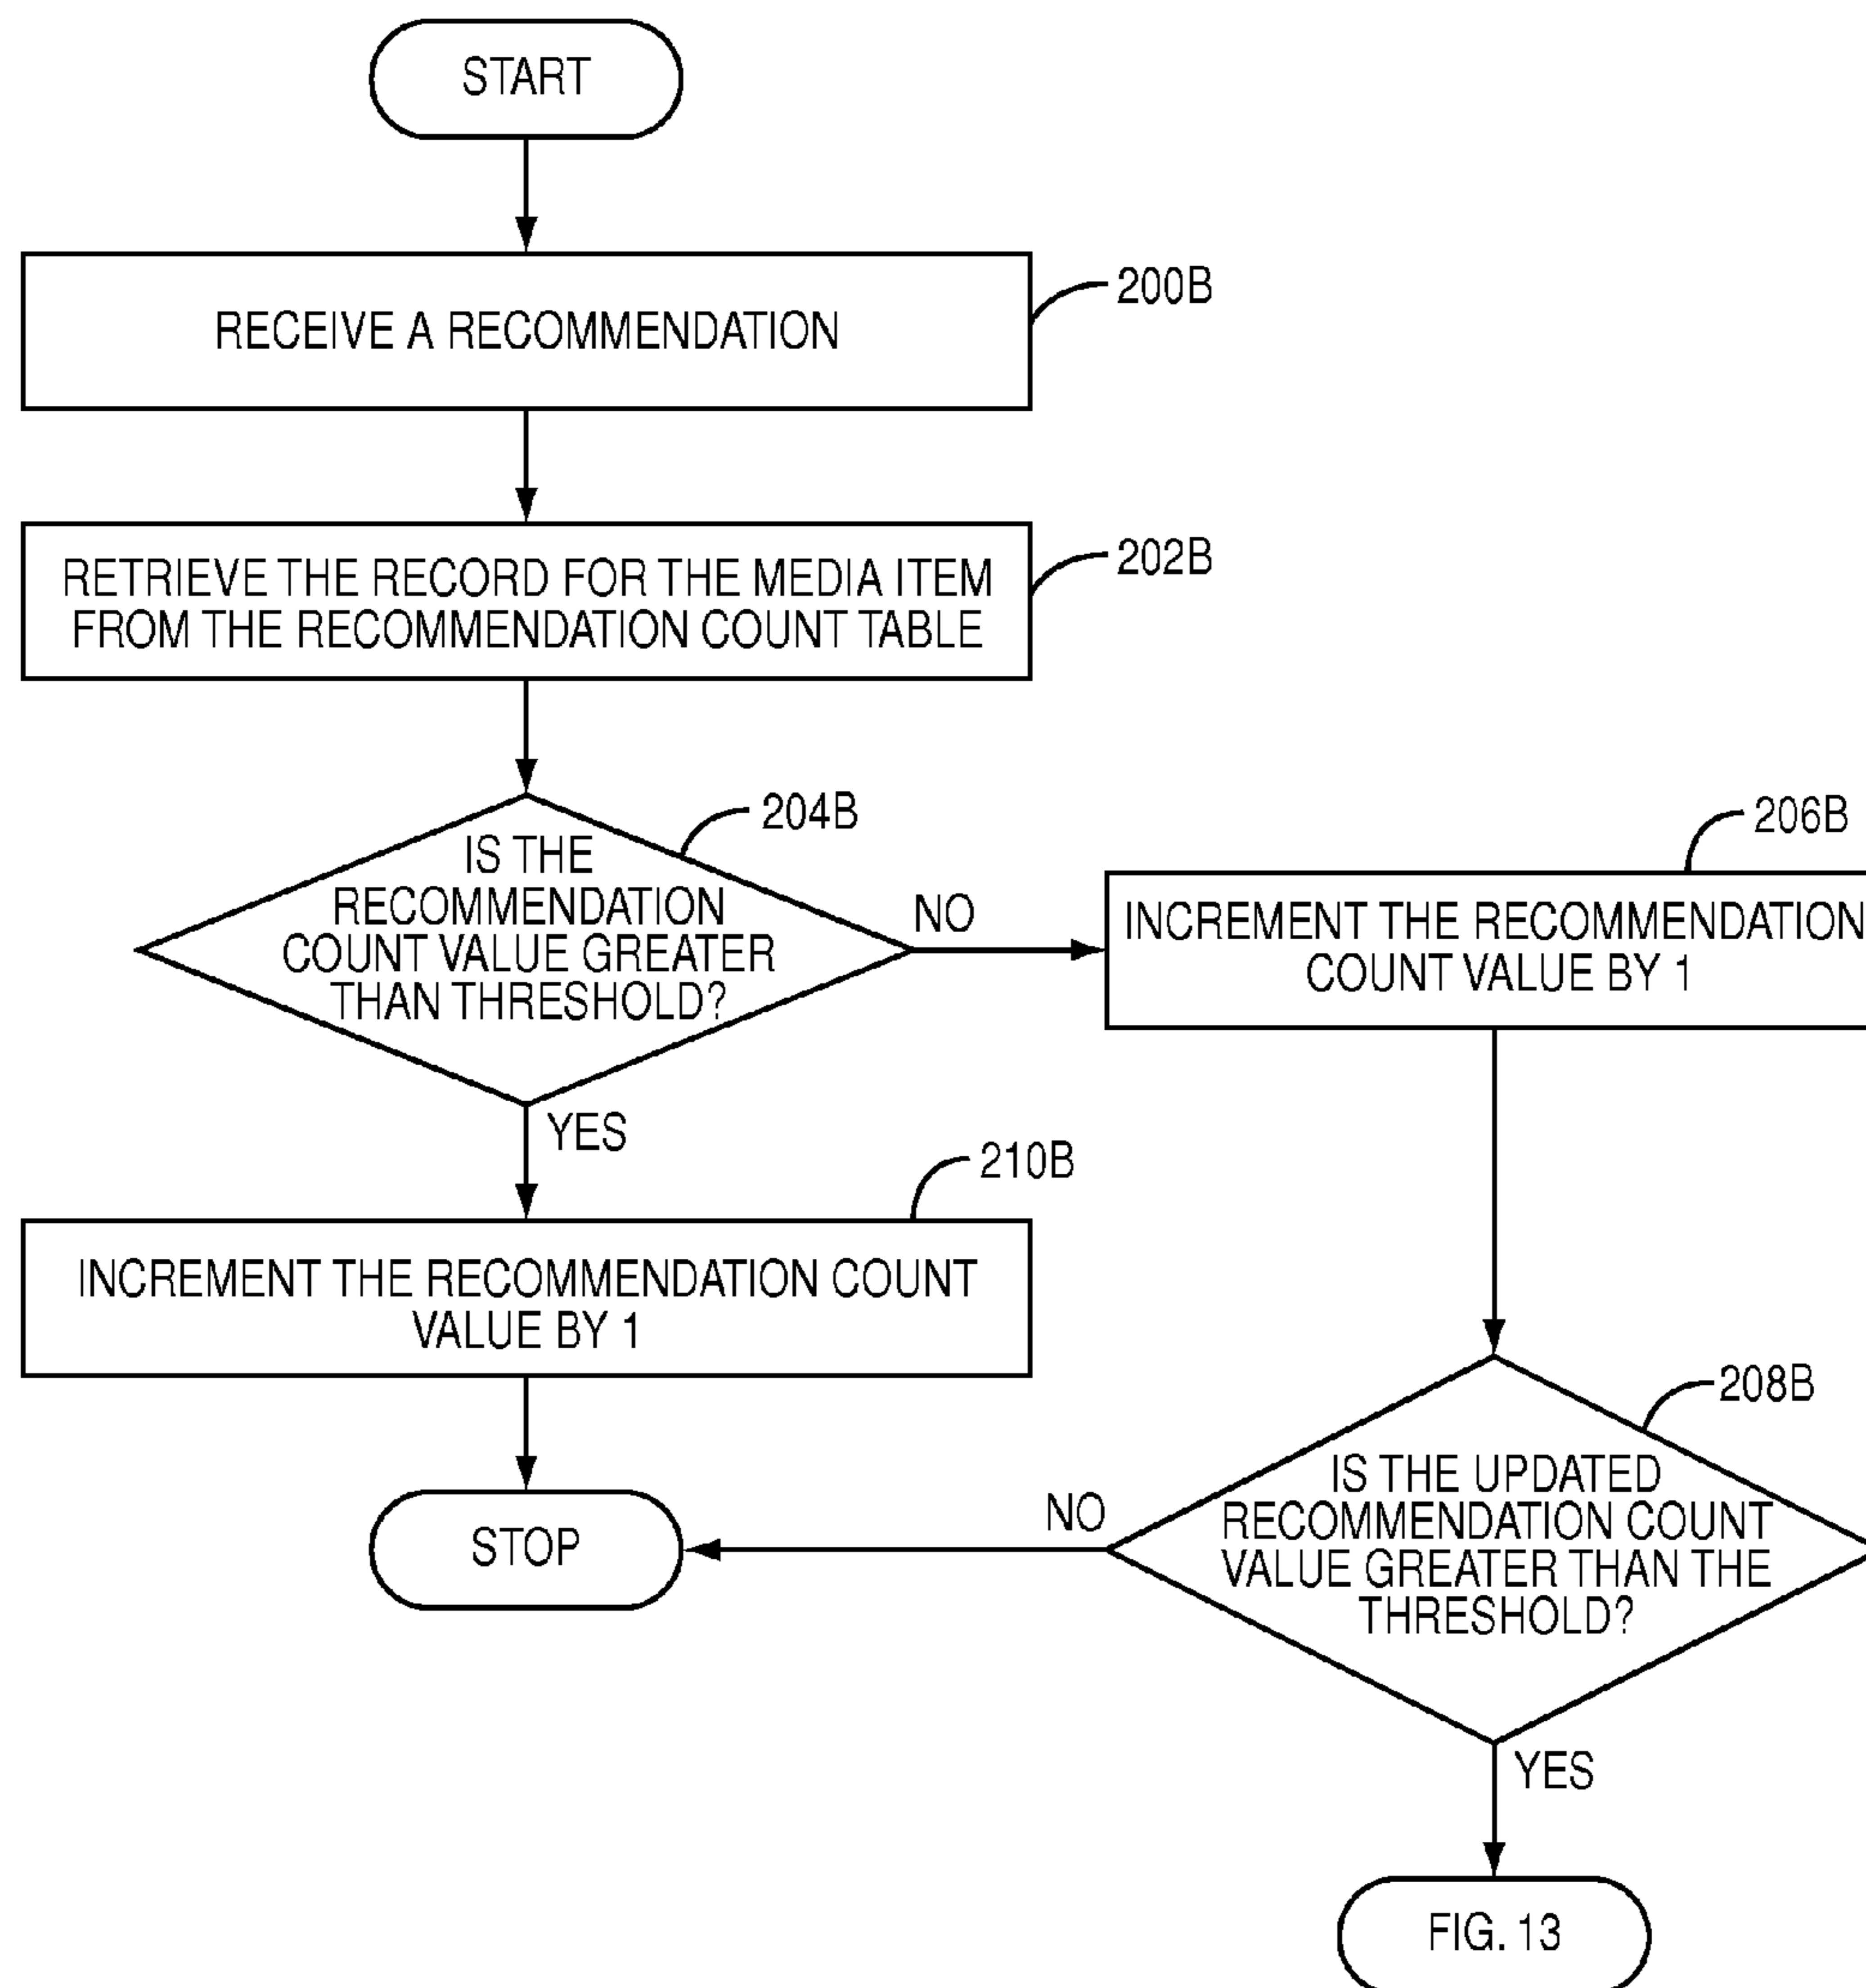 START
RECEIVE A RECOMMENDATION
200B
RETRIEVE THE RECORD FOR THE MEDIA ITEM
FROM THE RECOMMENDATION COUNT TABLE
202B
IS THE
RECOMMENDATION
COUNT VALUE GREATER
THAN THRESHOLD?
204B
NO
INCREMENT THE RECOMMENDATION
COUNT VALUE BY 1
206B
YES
INCREMENT THE RECOMMENDATION COUNT
VALUE BY 1
210B
STOP
NO
IS THE UPDATED
RECOMMENDATION COUNT
VALUE GREATER THAN THE
THRESHOLD?
208B
YES
FIG. 13